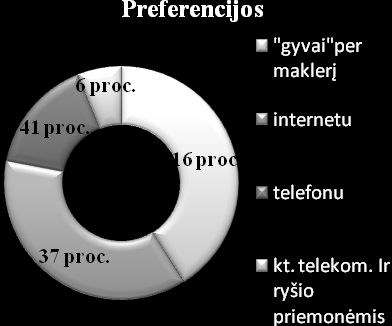 Preferencijos
6 proc.
41 proc.
16 proc
37 proc.
"gyvai"per
maklerį
internetu
telefonu
kt. telekom. Ir
ryšio
priemonėmis